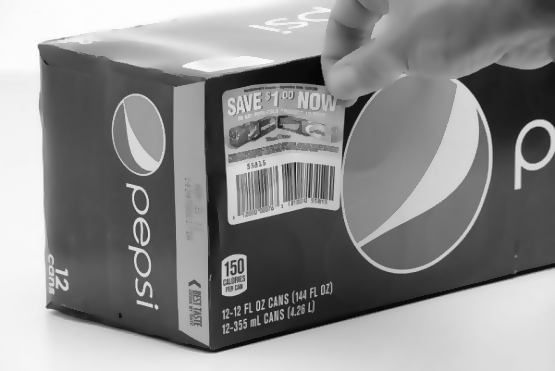 isd
12
cans
pepsi
BEST TASTE
SAVE $1.00 NOW
55815
150
CALORIES
PER CAN
12-12 FL OZ CANS (144 FL OZ)
12-355 mL CANS (4.26 L)
p